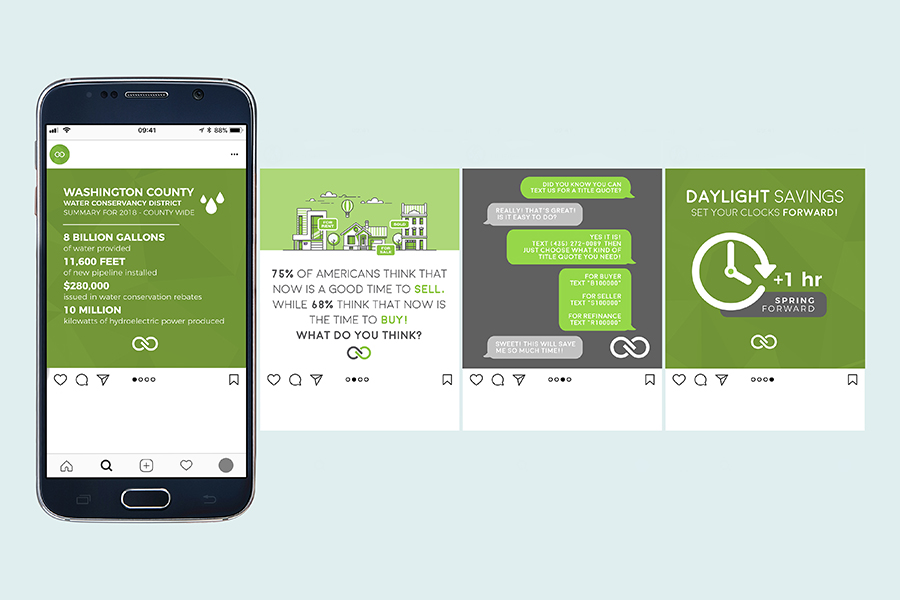 09:41
88%
WASHINGTON COUNTY
WATER CONSERVANCY DISTRICT
SUMMARY FOR 2018 - COUNTY WIDE
8 BILLION GALLONS
of water provided
11,600 FEET
of new pipeline installed
$280,000
issued in water conservation rebates
10 MILLION
kilowatts of hydroelectric power produced
FOR
RENT
SOLD
FOR
SALE
75% OF AMERICANS THINK THAT
NOW IS A GOOD TIME TO SELL.
WHILE 68% THINK THAT NOW IS
THE TIME TO BUY!
WHAT DO YOU THINK?
DID YOU KNOW YOU CAN
TEXT US FOR A TITLE QUOTE?
REALLY! THAT'S GREAT!
IS IT EASY TO DO?
YES IT IS!
TEXT (435) 272-0089 THEN
JUST CHOOSE WHAT KIND OF
TITLE QUOTE YOU NEED!
FOR BUYER
TEXT "B100000"
FOR SELLER
TEXT "S100000"
FOR REFINANCE
TEXT "R100000"
SWEET! THIS WILL SAVE
ME SO MUCH TIME!!
DAYLIGHT SAVINGS
SET YOUR CLOCKS FORWARD!
+1 hr
SPRING
FORWARD